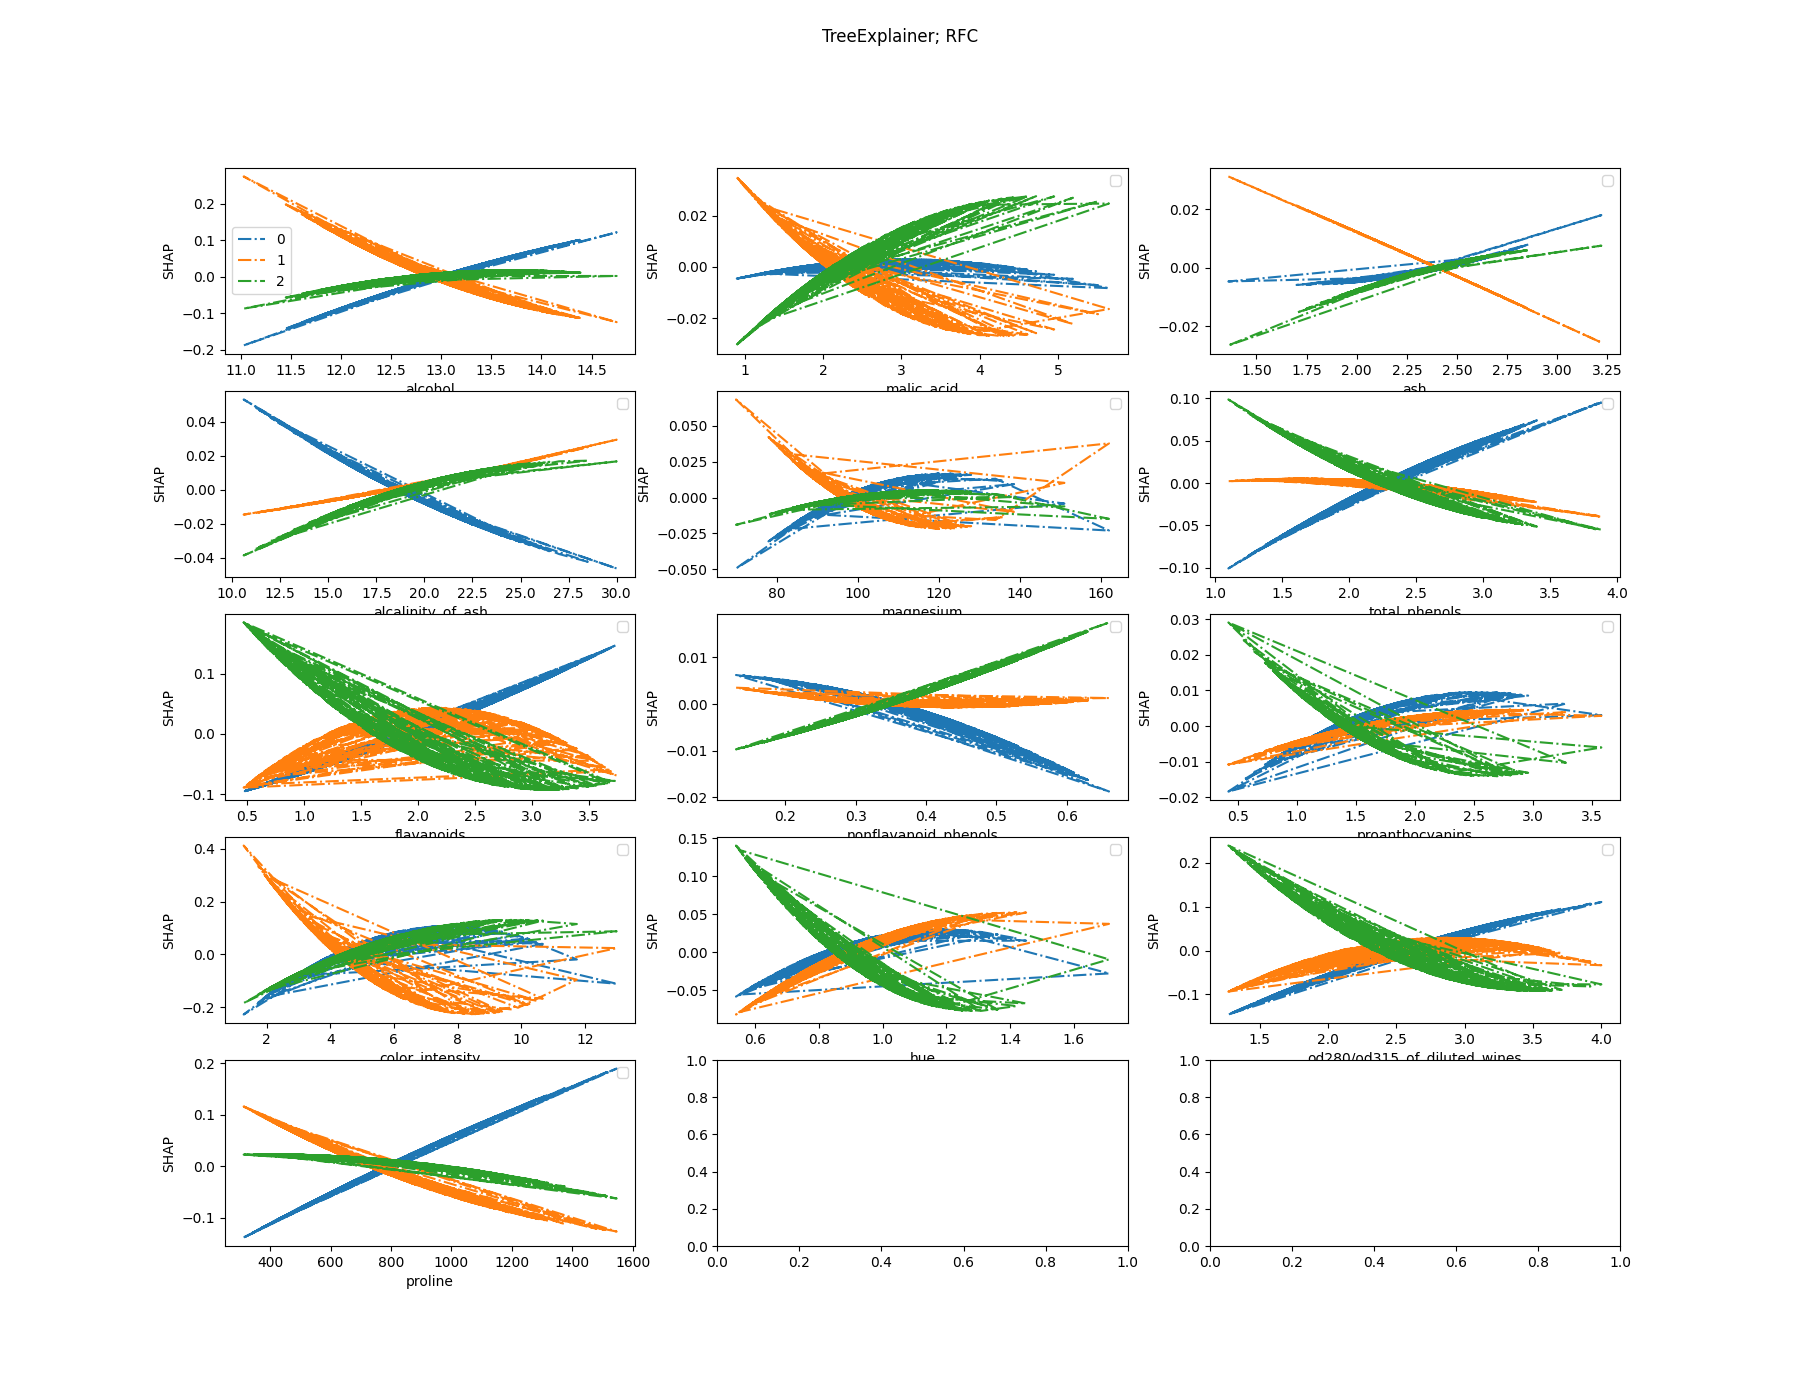 TreeExplainer; RFC
SHAP
0.2
0.1
0.0
−0.1
−0.2
0
1
2
11.0 11.5 12.0 12.5 13.0 13.5 14.0 14.5
alcohol
SHAP
0.02
0.00
−0.02
1 2 3 4 5
malic_acid
SHAP
0.02
0.00
−0.02
1.50 1.75 2.00 2.25 2.50 2.75 3.00 3.25
ash
SHAP
0.04
0.02
0.00
−0.02
−0.04
10.0 12.5 15.0 17.5 20.0 22.5 25.0 27.5 30.0
alcalinity_of_ash
SHAP
0.050
0.025
0.000
−0.025
−0.050
80 100 120 140 160
magnesium
SHAP
0.10
0.05
0.00
−0.05
−0.10
1.0 1.5 2.0 2.5 3.0 3.5 4.0
total_phenols
SHAP
0.1
0.0
−0.1
0.5 1.0 1.5 2.0 2.5 3.0 3.5
flavanoids
SHAP
0.01
0.00
−0.01
−0.02
0.2 0.3 0.4 0.5 0.6
nonflavanoid_phenols
SHAP
0.03
0.02
0.01
0.00
−0.01
−0.02
0.5 1.0 1.5 2.0 2.5 3.0 3.5
proanthocyanins
SHAP
0.4
0.2
0.0
−0.2
2 4 6 8 10 12
color_intensity
SHAP
0.15
0.10
0.05
0.00
−0.05
0.6 0.8 1.0 1.2 1.4 1.6
hue
SHAP
0.2
0.1
0.0
−0.1
1.5 2.0 2.5 3.0 3.5 4.0
od280/od315_of_diluted_wines
SHAP
0.2
0.1
0.0
−0.1
400 600 800 1000 1200 1400 1600
proline
1.0
0.8
0.6
0.4
0.2
0.0
0.0 0.2 0.4 0.6 0.8 1.0
1.0
0.8
0.6
0.4
0.2
0.0
0.0 0.2 0.4 0.6 0.8 1.0